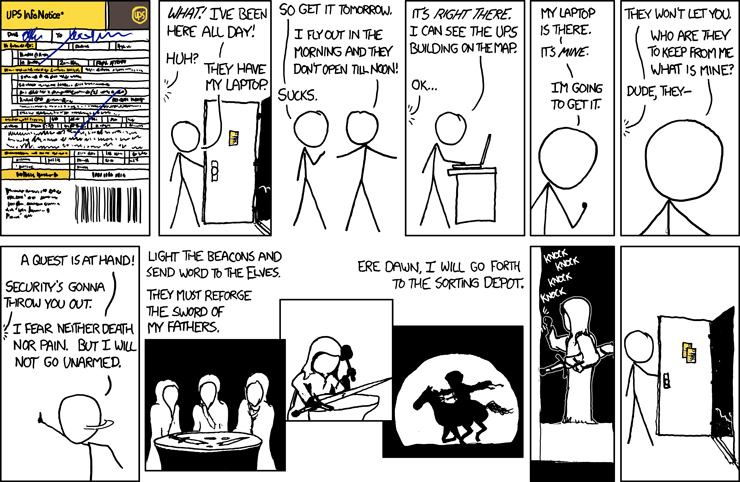 UPS InfoNotice
UPS
WHAT! I'VE BEEN
HERE ALL DAY!
HUH?
THEY HAVE
MY LAPTOP.
SO GET IT TOMORROW.
I FLY OUT IN THE
MORNING AND THEY
DON'T OPEN TILL NOON!
SUCKS.
IT'S RIGHT THERE.
I CAN SEE THE UPS
BUILDING ON THE MAP.
OK...
MY LAPTOP
IS THERE.
IT'S MINE.
I'M GOING
TO GET IT.
THEY WON'T LET YOU.
WHO ARE THEY
TO KEEP FROM ME
WHAT IS MINE?
DUDE, THEY—
A QUEST IS AT HAND!
SECURITY'S GONNA
THROW YOU OUT.
I FEAR NEITHER DEATH
NOR PAIN. BUT I WILL
NOT GO UNARMED.
LIGHT THE BEACONS AND
SEND WORD TO THE ELVES.
THEY MUST REFORGE
THE SWORD OF
MY FATHERS.
ERE DAWN, I WILL GO FORTH
TO THE SORTING DEPOT.
KNOCK
KNOCK
KNOCK
KNOCK